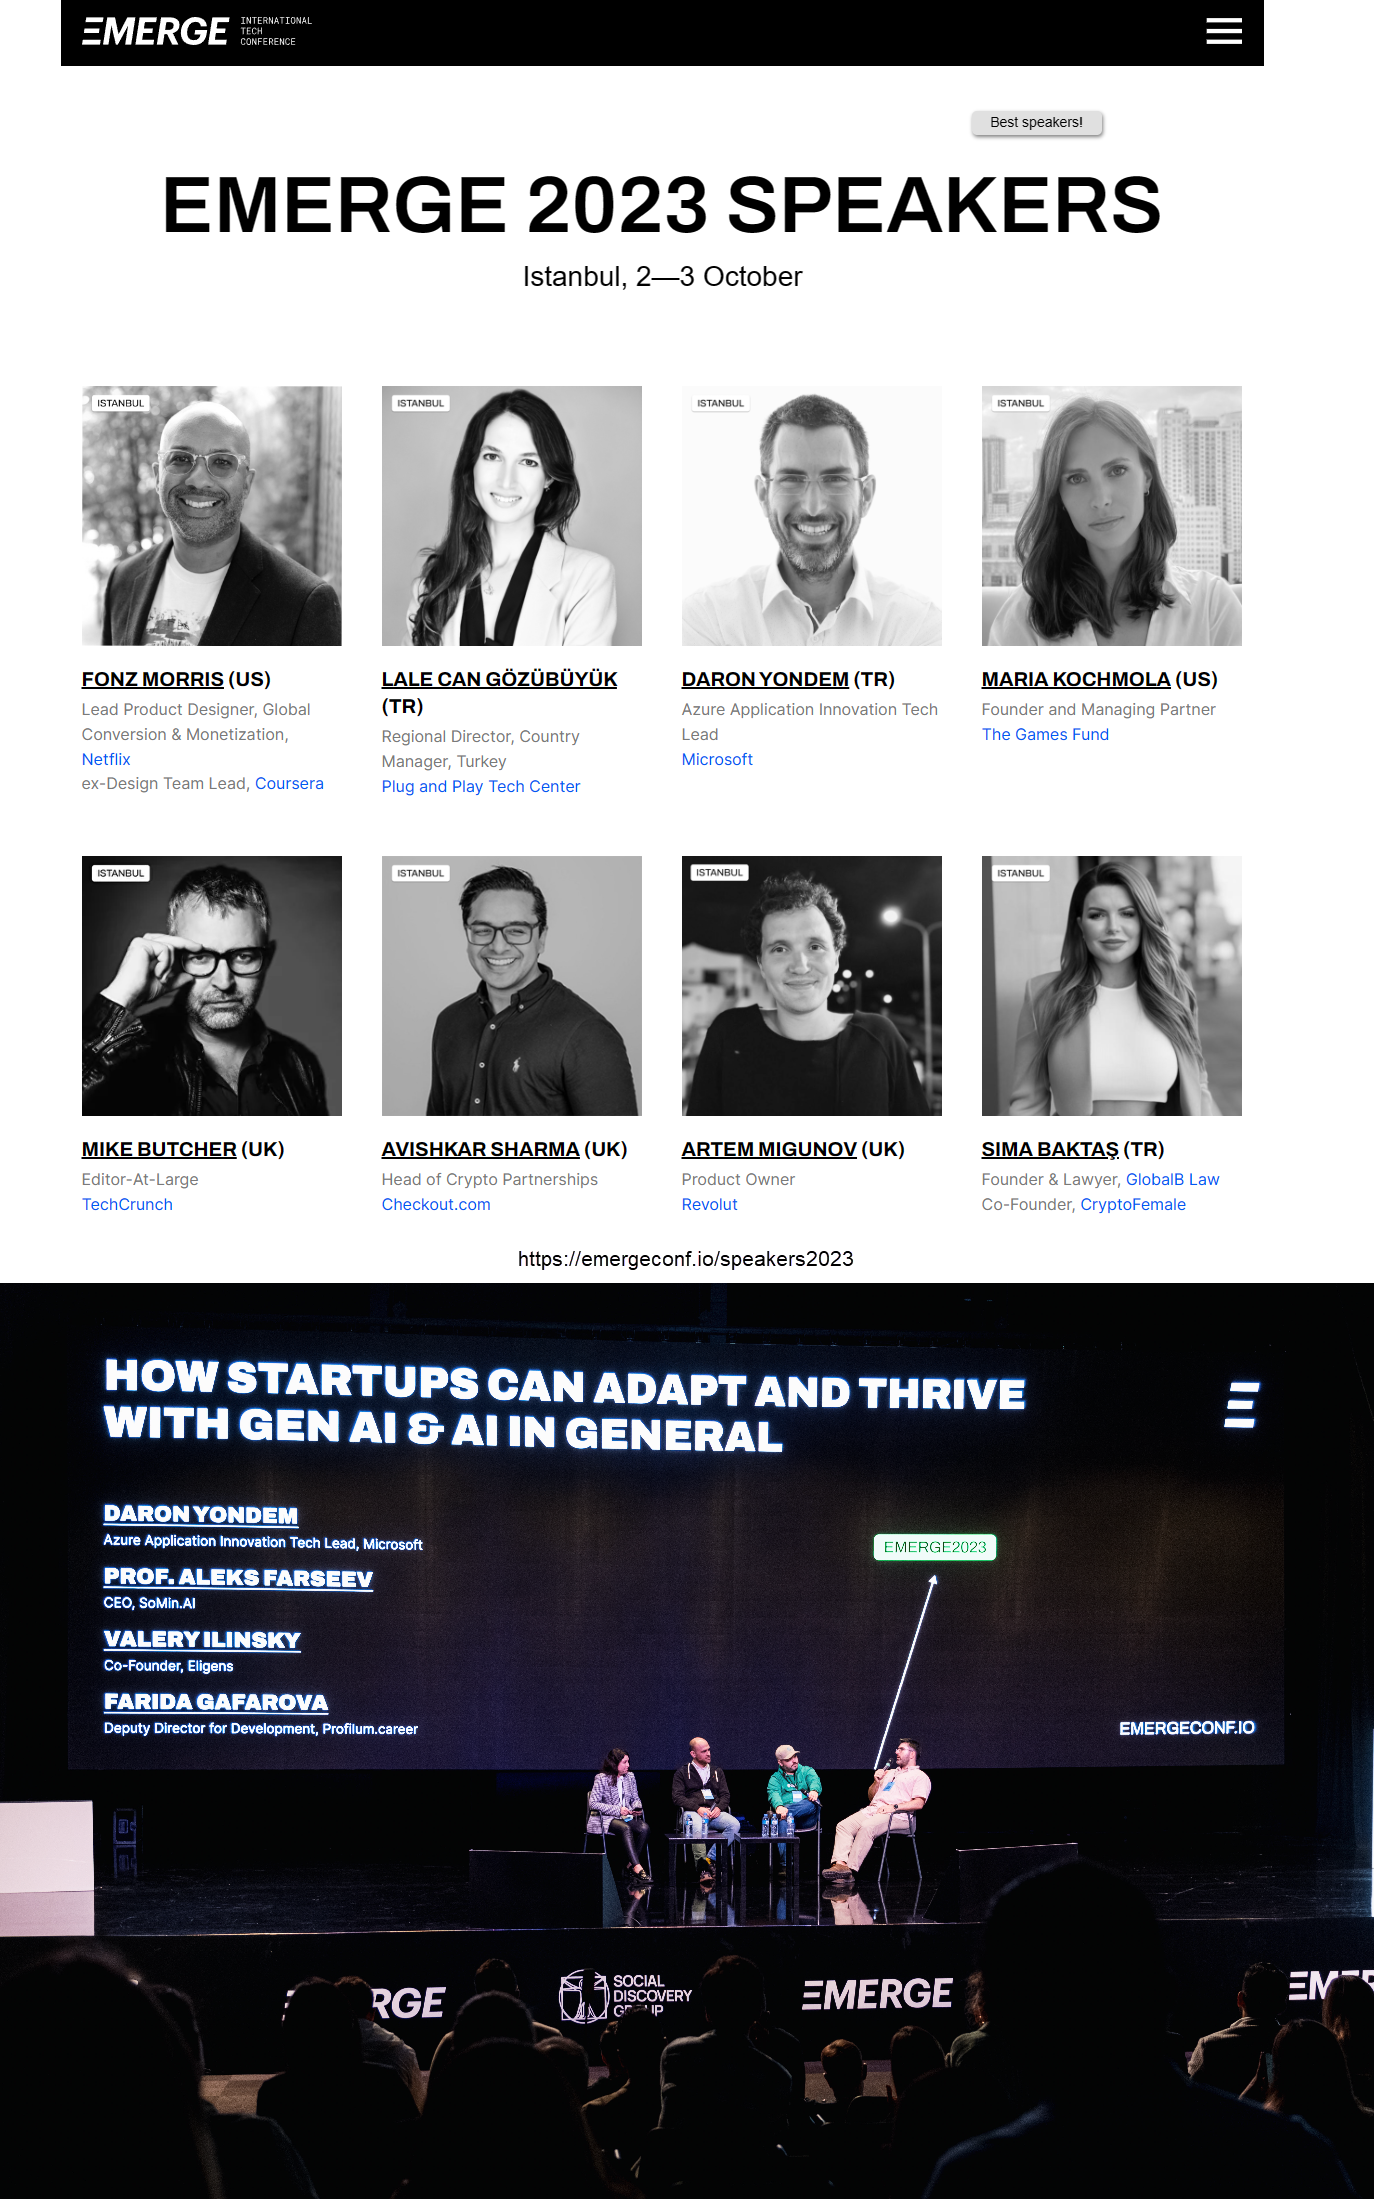 EMERGE
INTERNATIONAL
TECH
CONFERENCE
Best speakers!
EMERGE 2023 SPEAKERS
Istanbul, 2—3 October
ISTANBUL
ISTANBUL
ISTANBUL
ISTANBUL
FONZ MORRIS (US)
Lead Product Designer, Global
Conversion & Monetization,
Netflix
ex-Design Team Lead, Coursera
LALE CAN GÖZÜBÜYÜK
(TR)
Regional Director, Country
Manager, Turkey
Plug and Play Tech Center
DARON YONDEM (TR)
Azure Application Innovation Tech
Lead
Microsoft
MARIA KOCHMOLA (US)
Founder and Managing Partner
The Games Fund
ISTANBUL
ISTANBUL
ISTANBUL
ISTANBUL
MIKE BUTCHER (UK)
Editor-At-Large
TechCrunch
AVISHKAR SHARMA (UK)
Head of Crypto Partnerships
Checkout.com
ARTEM MIGUNOV (UK)
Product Owner
Revolut
SIMA BAKTAŞ (TR)
Founder & Lawyer, GlobalB Law
Co-Founder, CryptoFemale
https://emergeconf.io/speakers2023
HOW STARTUPS CAN ADAPT AND THRIVE
WITH GEN AI & AI IN GENERAL
E
DARON YONDEM
Azure Application Innovation Tech Lead, Microsoft
PROF. ALEKS FARSEEV
CEO, SoMin.AI
VALERY ILINSKY
Co-Founder, Eligens
FARIDA GAFAROVA
Deputy Director for Development, Profilum.career
EMERGE2023
EMERGECONF.IO
SOCIAL
DISCOVERY
EMERGE